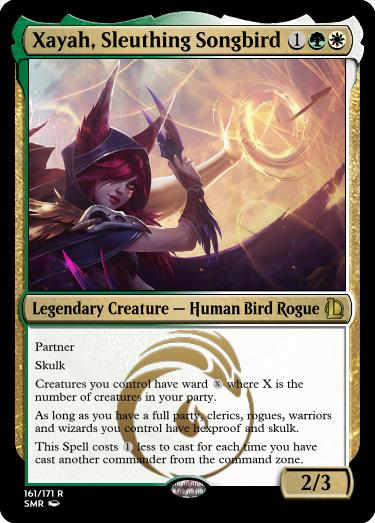 Xayah, Sleuthing Songbird 1
Legendary Creature — Human Bird Rogue
Partner
Skulk
Creatures you control have ward X where X is the
number of creatures in your party.
As long as you have a full party, clerics, rogues, warriors
and wizards you control have hexproof and skulk.
This Spell costs 1 less to cast for each time you have
cast another commander from the command zone.
2/3
161/171 R
SMR